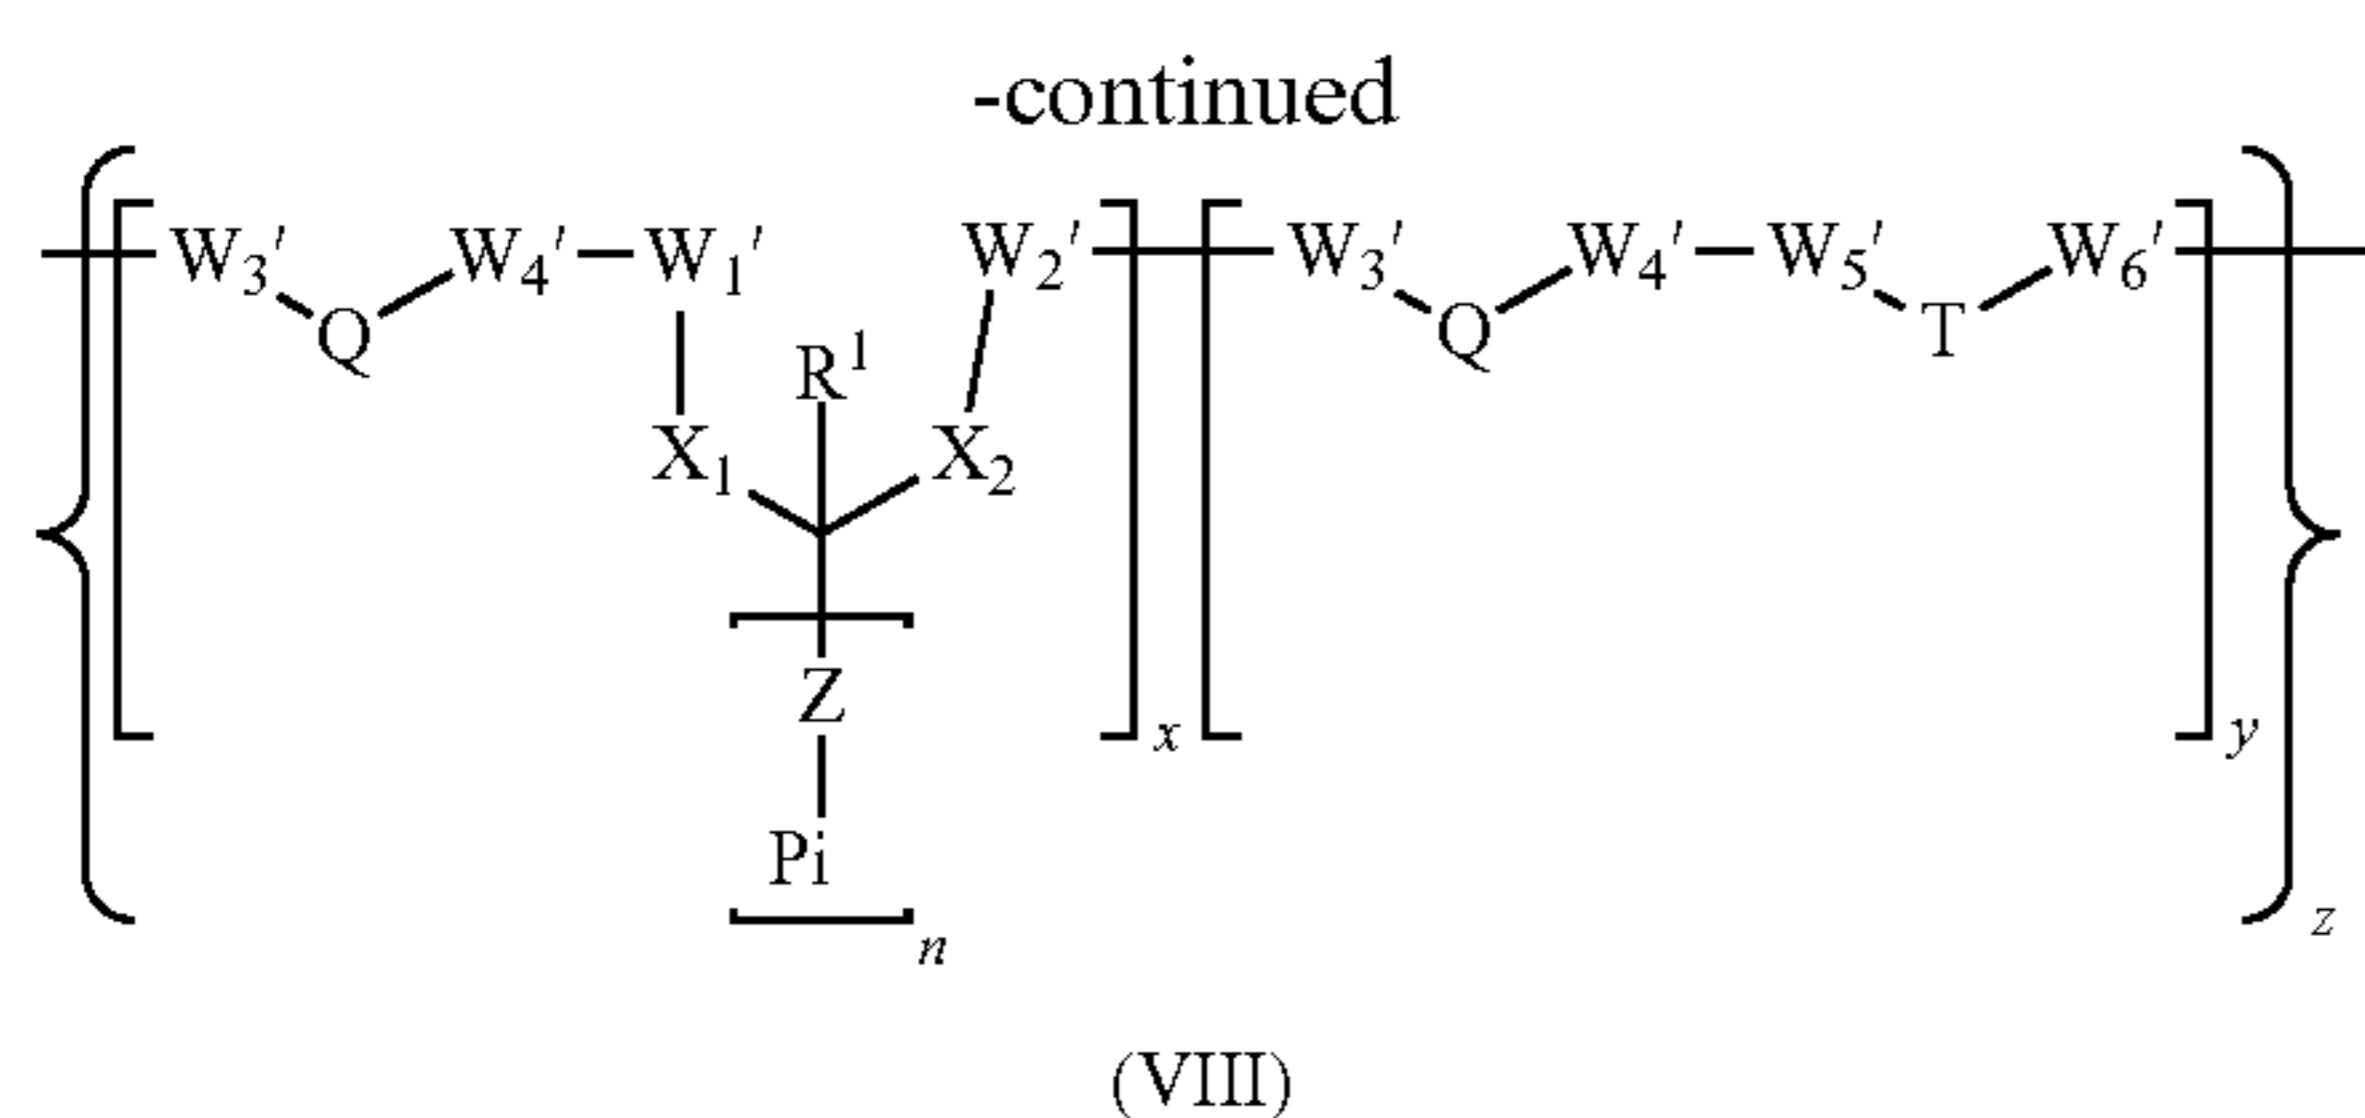 -continued
W3′ Q W4′ W1′ W2′ W3′ Q W4′ W5′ T W6′
R1
X1 X2
Z
x y
Pi
n z
(VIII)